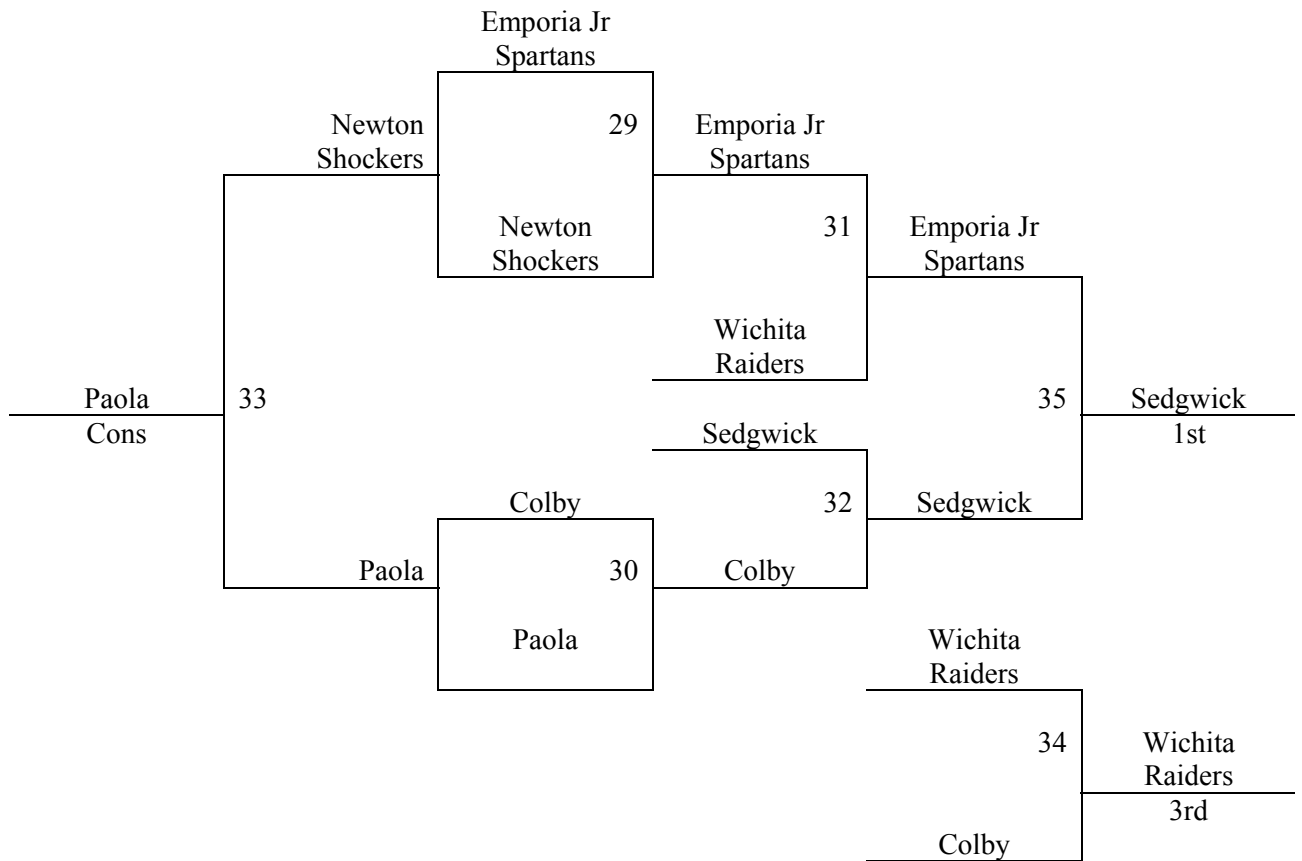 Emporia Jr
Spartans
Newton
Shockers
29
Emporia Jr
Spartans
Newton
Shockers
31
Emporia Jr
Spartans
Wichita
Raiders
Paola
Cons
33
35
Sedgwick
1st
Sedgwick
Colby
32
Sedgwick
Paola
30
Colby
Paola
Wichita
Raiders
34
Wichita
Raiders
3rd
Colby